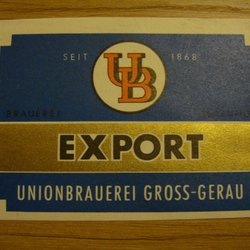 SEIT 1868
UB
BRAUEREI
EXPORT
UNIONBRAUEREI GROSS-GERAU